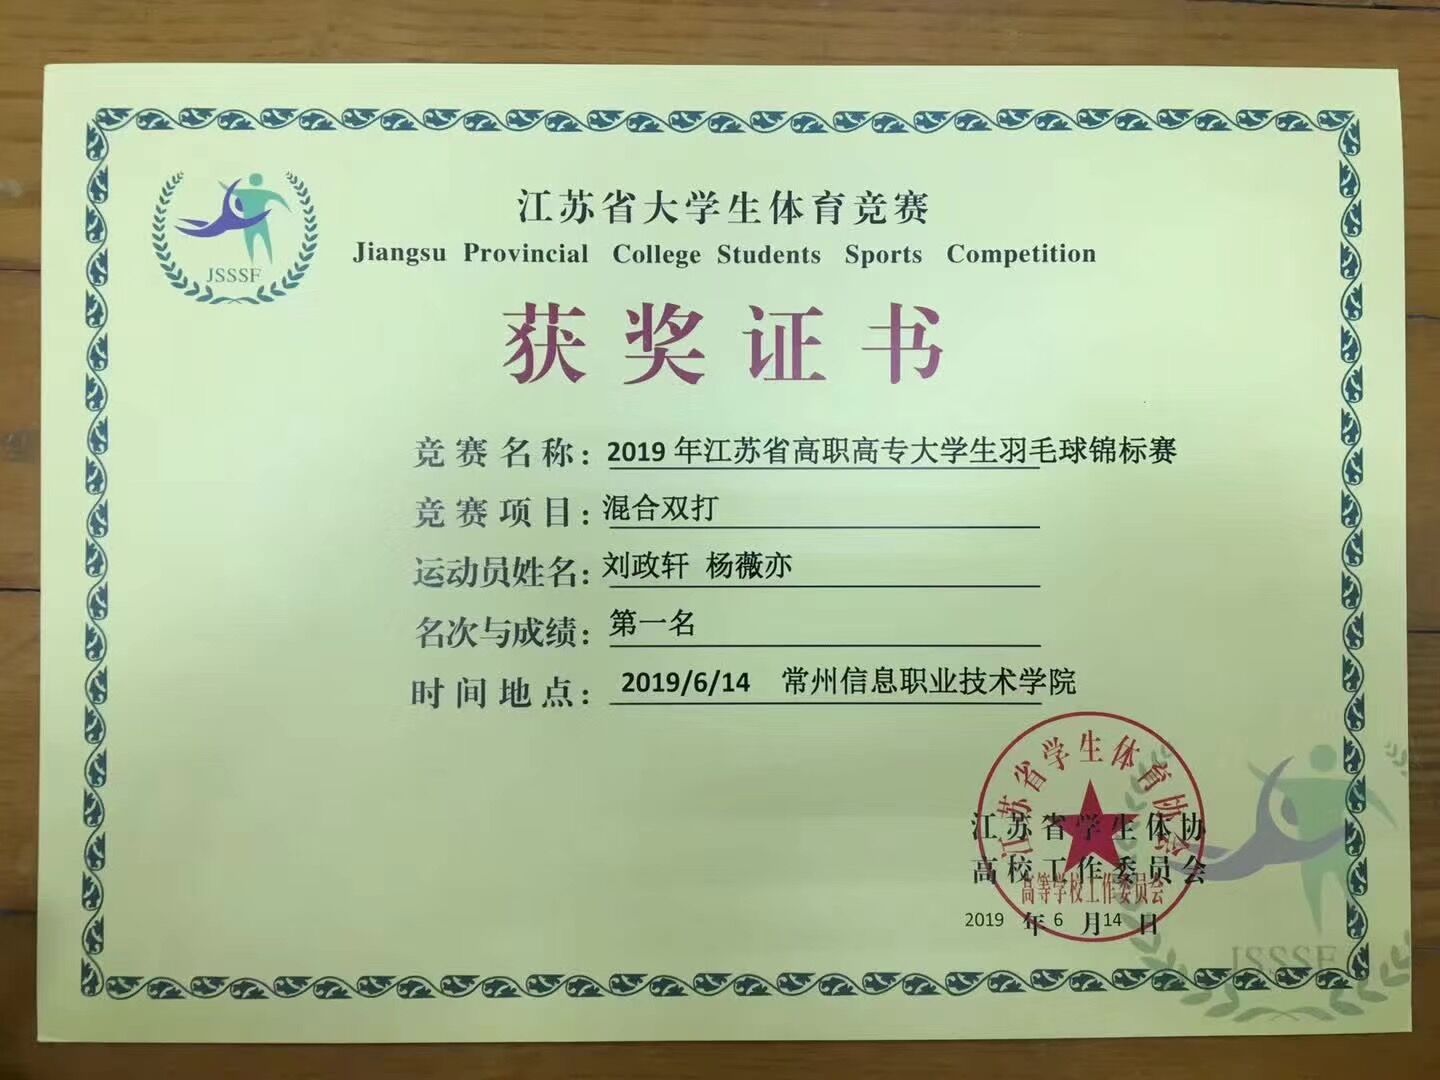 JSSSF
江苏省大学生体育竞赛
Jiangsu Provincial College Students Sports Competition
获奖证书
竞赛名称：2019年江苏省高职高专大学生羽毛球锦标赛
竞赛项目：混合双打
运动员姓名：刘政轩 杨薇亦
名次与成绩：第一名
时间地点：2019/6/14 常州信息职业技术学院
江苏省学生体育协会
江苏省学生体协
高校工作委员会
高等学校工作委员会
2019年6月14日
JSSSF